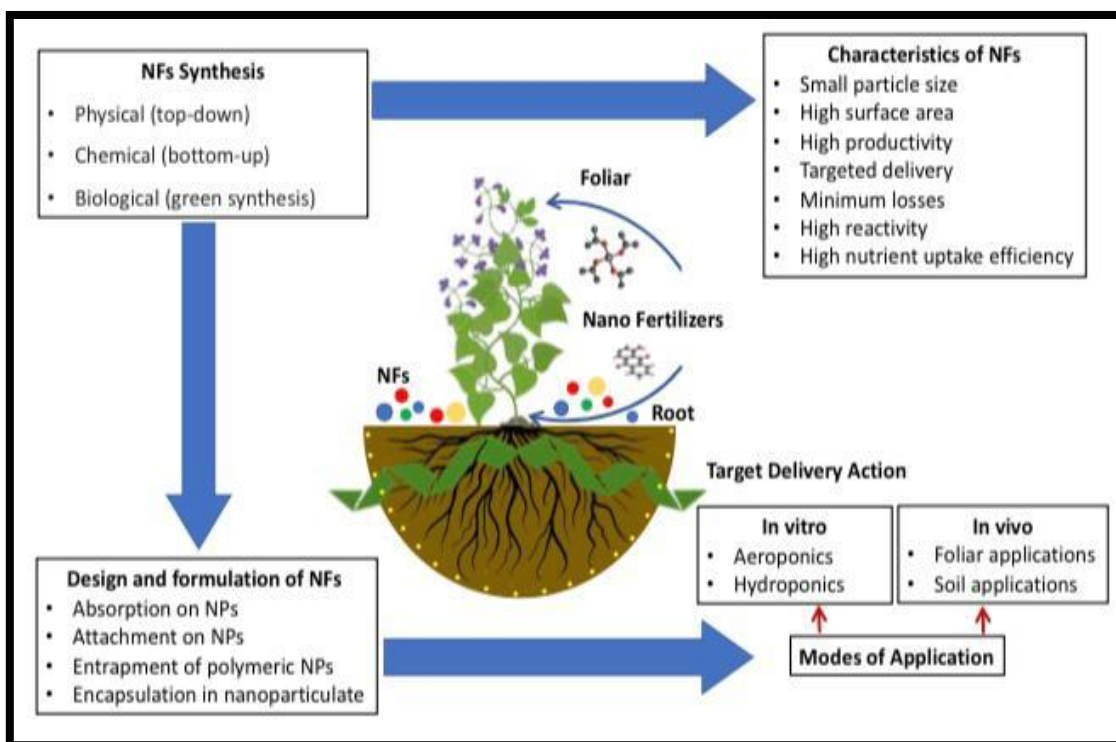 NFs Synthesis
• Physical (top-down)
• Chemical (bottom-up)
• Biological (green synthesis)
Characteristics of NFs
• Small particle size
• High surface area
• High productivity
• Targeted delivery
• Minimum losses
• High reactivity
• High nutrient uptake efficiency
Foliar
Nano Fertilizers
NFs
Root
Target Delivery Action
In vitro
• Aeroponics
• Hydroponics
In vivo
• Foliar applications
• Soil applications
Modes of Application
Design and formulation of NFs
• Absorption on NPs
• Attachment on NPs
• Entrapment of polymeric NPs
• Encapsulation in nanoparticulate